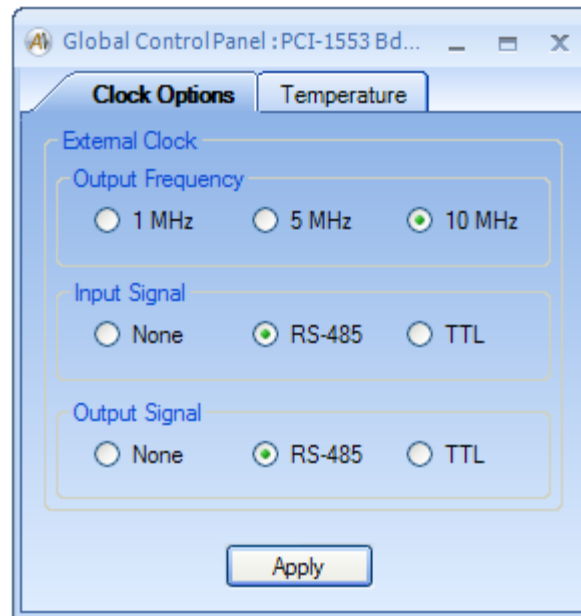 Global Control Panel : PCI-1553 Bd...
Clock Options Temperature
External Clock
Output Frequency
1 MHz 5 MHz 10 MHz
Input Signal
None RS-485 TTL
Output Signal
None RS-485 TTL
Apply